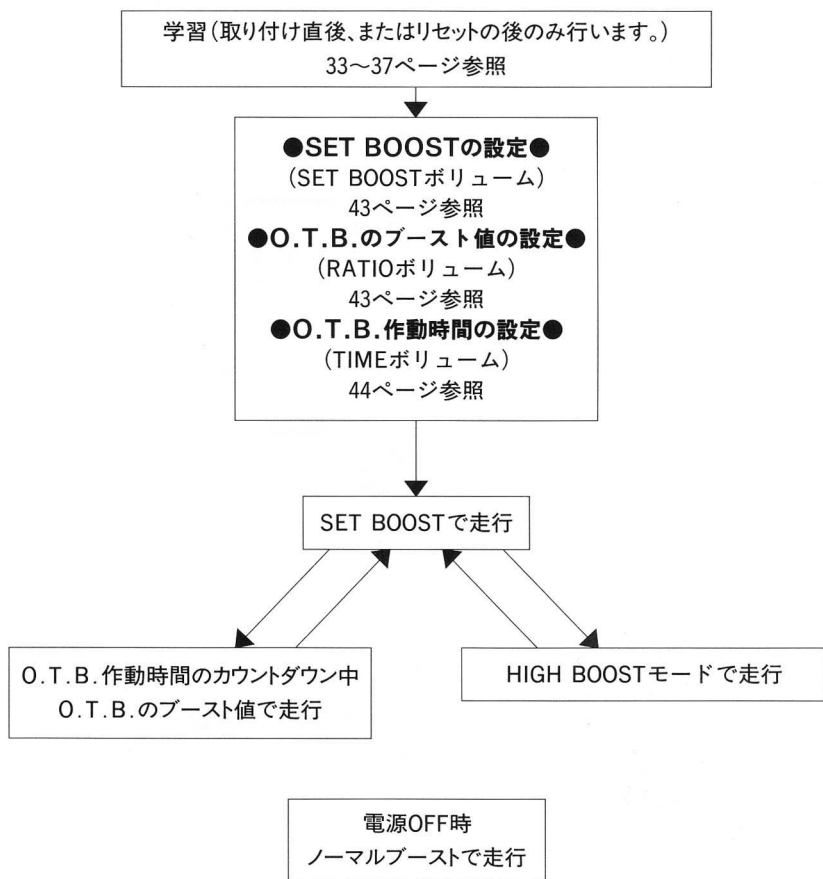 学習(取り付け直後、またはリセットの後のみ行います。)
33〜37ページ参照
●SET BOOSTの設定●
(SET BOOSTボリューム)
43ページ参照
●O.T.B.のブースト値の設定●
(RATIOボリューム)
43ページ参照
●O.T.B.作動時間の設定●
(TIMEボリューム)
44ページ参照
SET BOOSTで走行
O.T.B.作動時間のカウントダウン中
O.T.B.のブースト値で走行
HIGH BOOSTモードで走行
電源OFF時
ノーマルブーストで走行